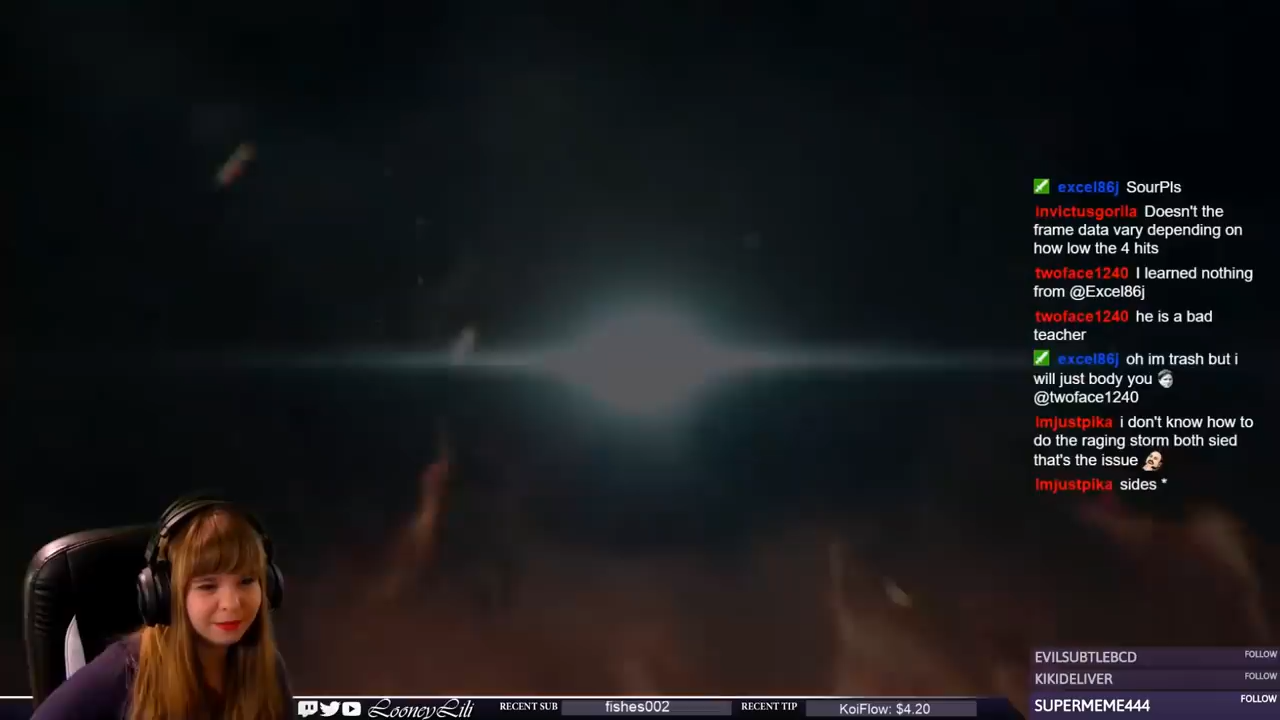 excel86j SourPls
invictusgorila Doesn't the
frame data vary depending on
how low the 4 hits
twoface1240 I learned nothing
from @Excel86j
twoface1240 he is a bad
teacher
excel86j oh im trash but i
will just body you
@twoface1240
Imjustpika i don't know how to
do the raging storm both sied
that's the issue
Imjustpika sides *
EVILSUBTLEBCD FOLLOW
KIKIDELIVER FOLLOW
SUPERMEME444 FOLLOW
LooneyLili RECENT SUB fishes002 RECENT TIP KoiFlow: $4.20